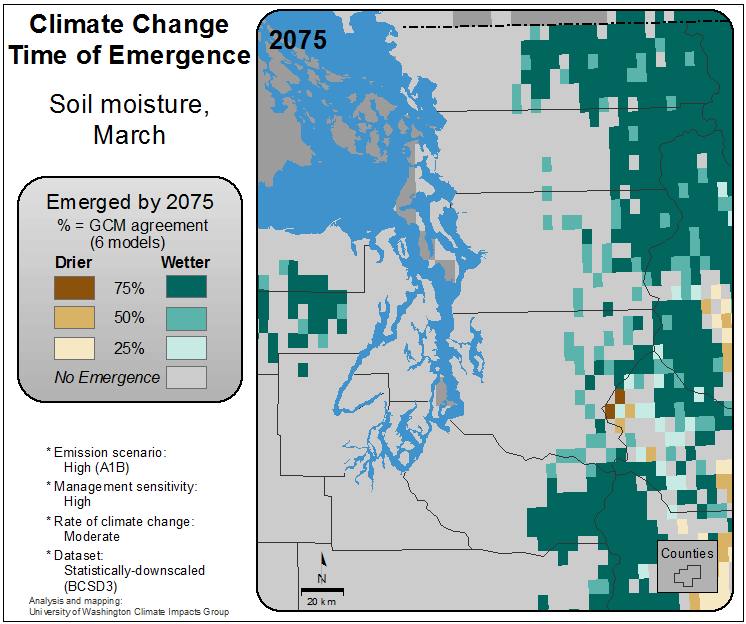 Climate Change
Time of Emergence
Soil moisture,
March
Emerged by 2075
% = GCM agreement
(6 models)
Drier Wetter
75%
50%
25%
No Emergence
* Emission scenario:
High (A1B)
* Management sensitivity:
High
* Rate of climate change:
Moderate
* Dataset:
Statistically-downscaled
(BCSD3)
Analysis and mapping:
University of Washington Climate Impacts Group
2075
N
20 km
Counties